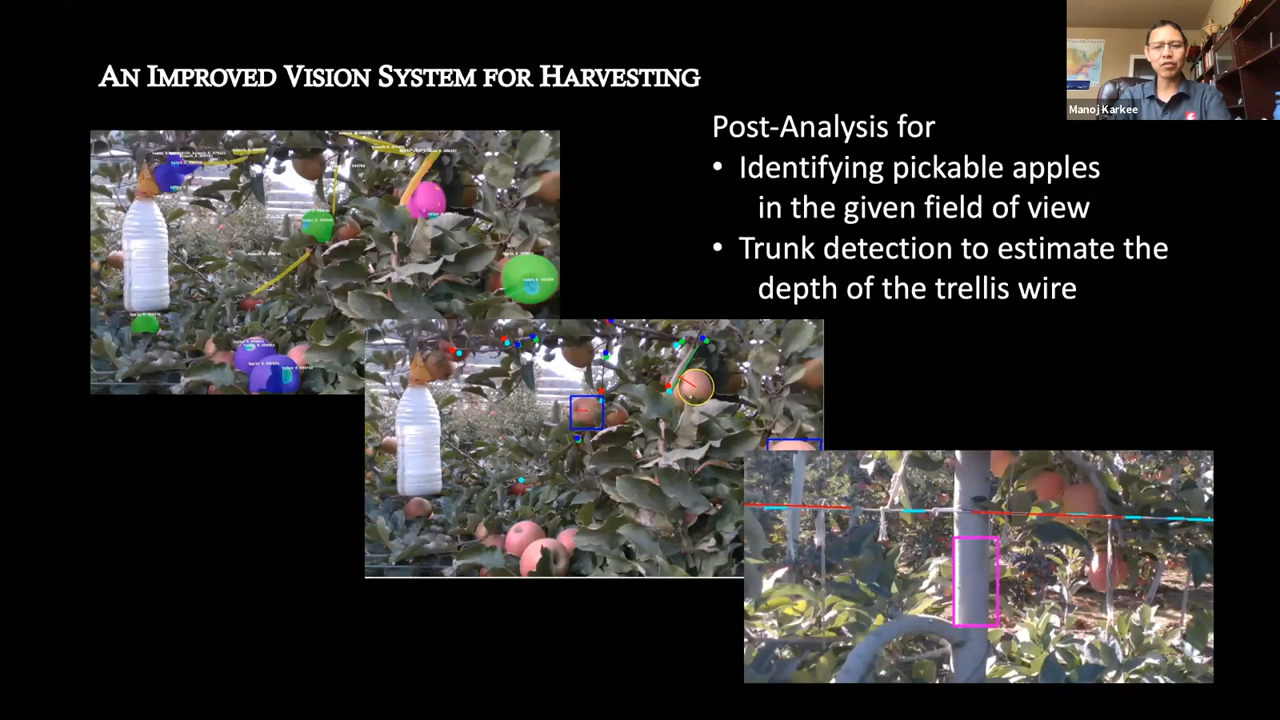 AN IMPROVED VISION SYSTEM FOR HARVESTING
Manoj Karkee
Post-Analysis for
• Identifying pickable apples
in the given field of view
• Trunk detection to estimate the
depth of the trellis wire